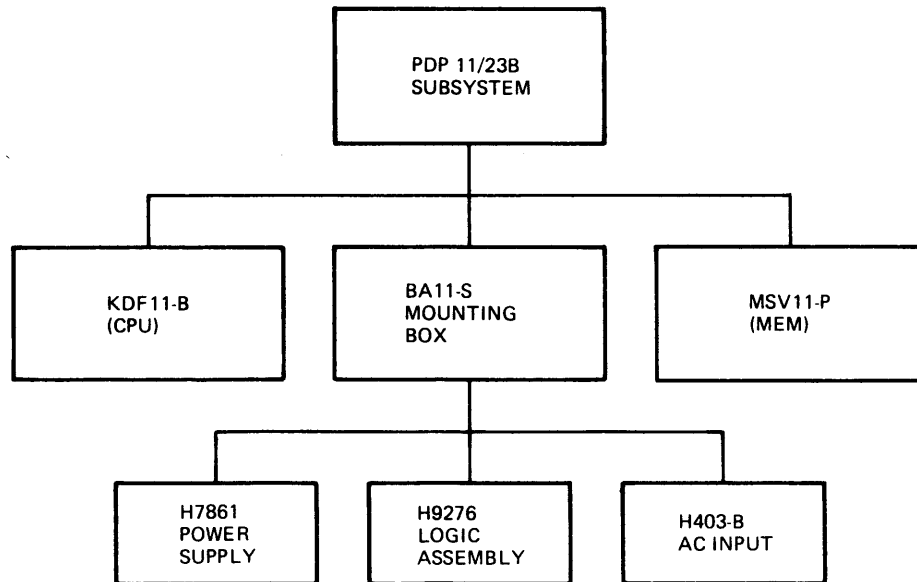 PDP 11/23B
SUBSYSTEM
KDF11-B
(CPU)
BA11-S
MOUNTING
BOX
MSV11-P
(MEM)
H7861
POWER
SUPPLY
H9276
LOGIC
ASSEMBLY
H403-B
AC INPUT